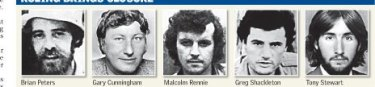 RULING BRINGS CLOSURE
Brian Peters
Gary Cunningham
Malcolm Rennie
Greg Shackleton
Tony Stewart